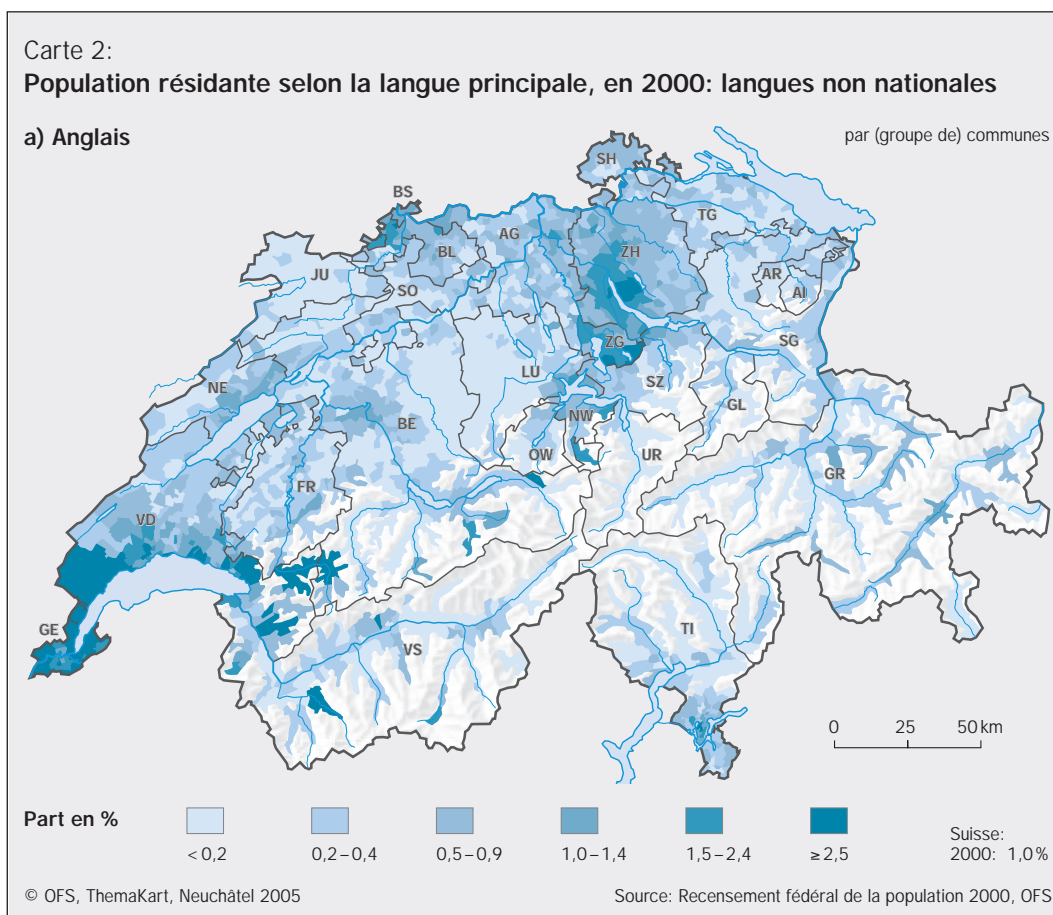 Carte 2:
Population résidante selon la langue principale, en 2000: langues non nationales
a) Anglais
par (groupe de) communes
SH
BS
TG
AG
ZH
BL
JU
AR
SO
AI
ZG
SG
LU
SZ
NE
GL
NW
BE
OW
UR
GR
FR
VD
GE
TI
VS
0 25 50 km
Part en %
< 0,2
0,2–0,4
0,5–0,9
1,0–1,4
1,5–2,4
≥ 2,5
Suisse:
2000: 1,0 %
© OFS, ThemaKart, Neuchâtel 2005
Source: Recensement fédéral de la population 2000, OFS